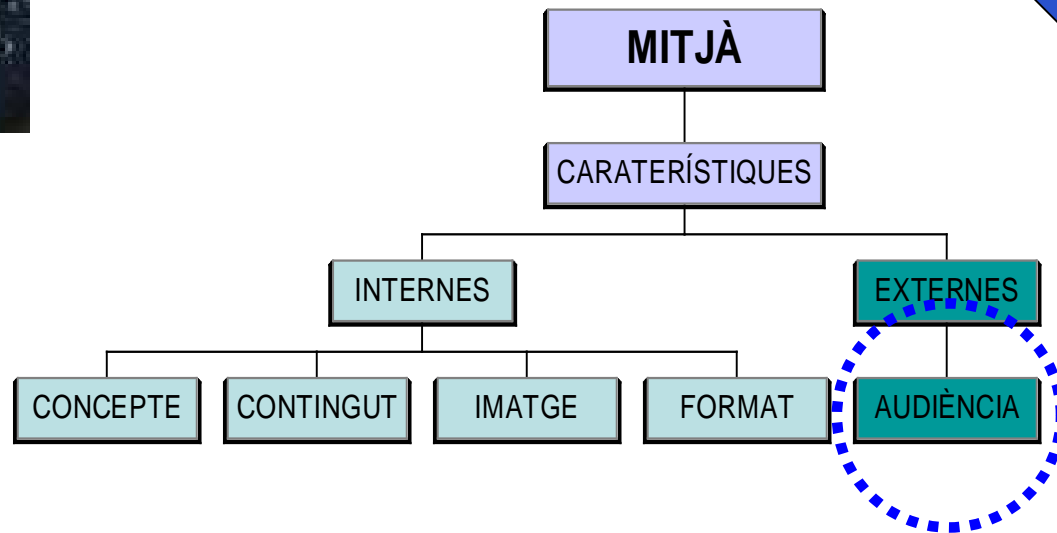 MITJÀ
CARATERÍSTIQUES
INTERNES
EXTERNES
CONCEPTE
CONTINGUT
IMATGE
FORMAT
AUDIÈNCIA